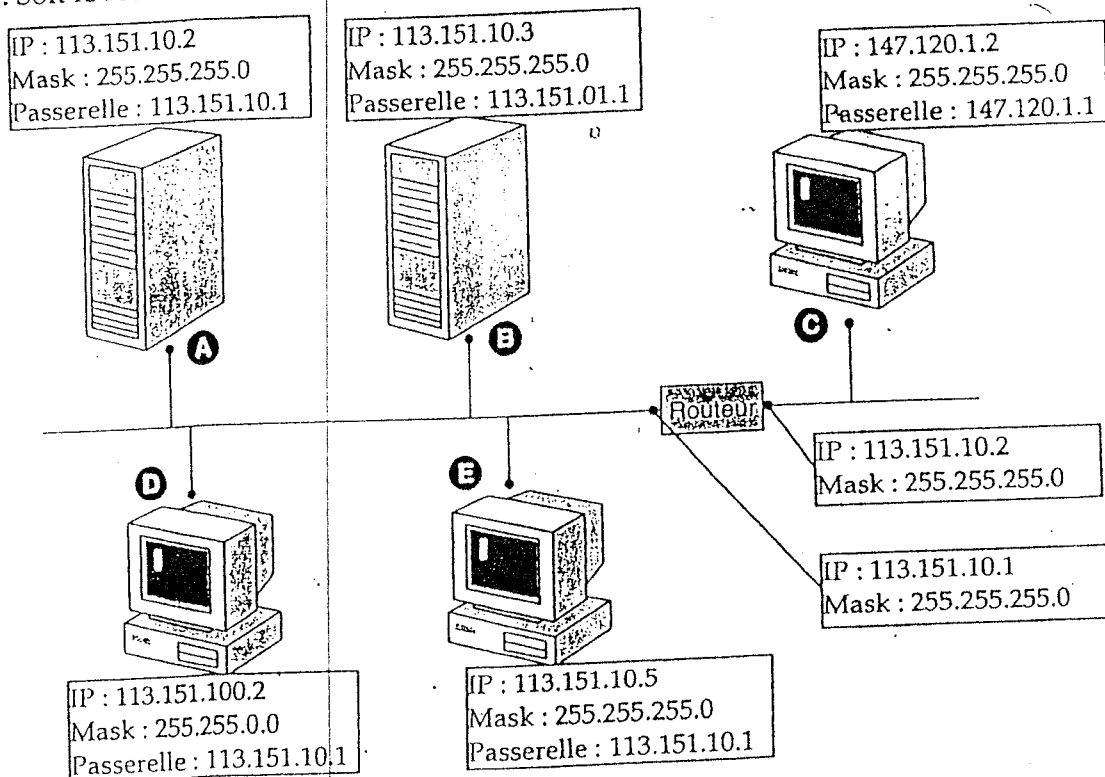 IP : 113.151.10.2
Mask : 255.255.255.0
Passerelle : 113.151.10.1
IP : 113.151.10.3
Mask : 255.255.255.0
Passerelle : 113.151.01.1
IP : 147.120.1.2
Mask : 255.255.255.0
Passerelle : 147.120.1.1
A
B
C
Routeur
IP : 113.151.10.2
Mask : 255.255.255.0
D
E
IP : 113.151.10.1
Mask : 255.255.255.0
IP : 113.151.100.2
Mask : 255.255.0.0
Passerelle : 113.151.10.1
IP : 113.151.10.5
Mask : 255.255.255.0
Passerelle : 113.151.10.1